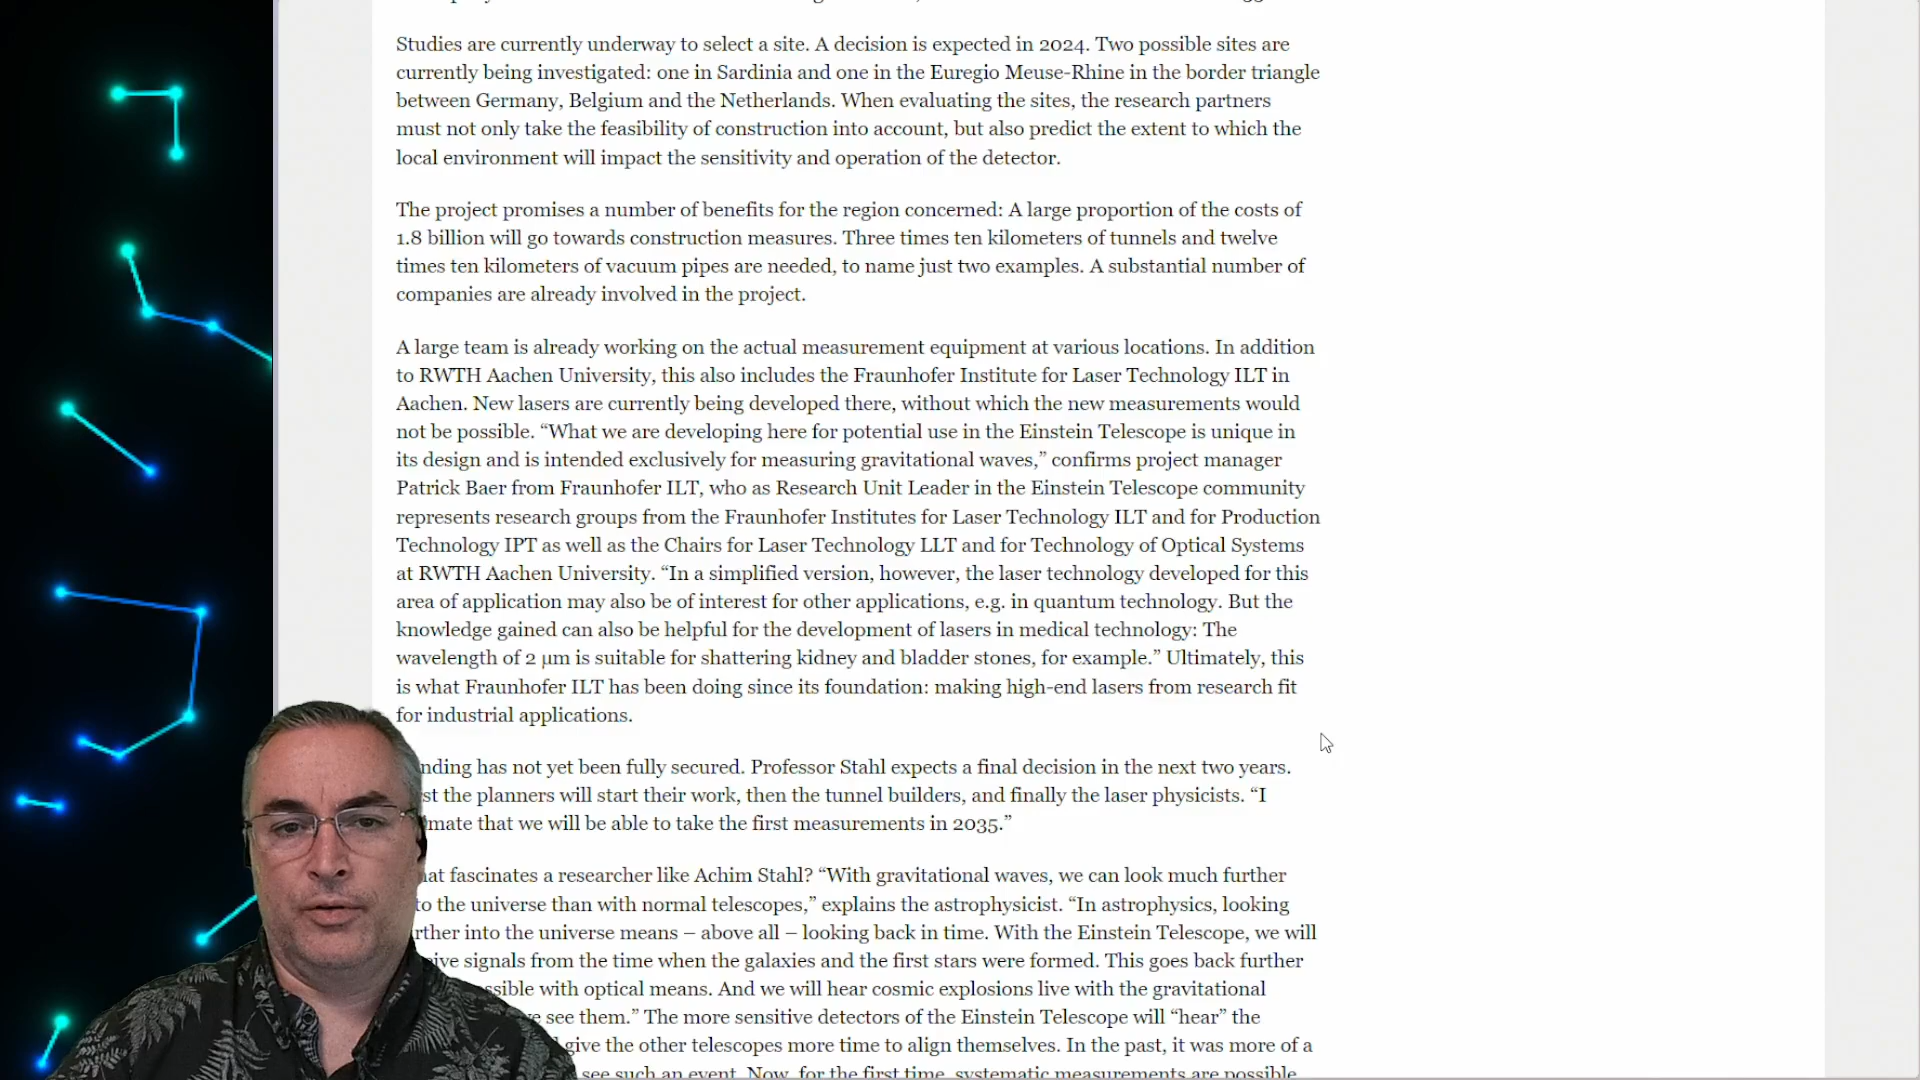 Studies are currently underway to select a site. A decision is expected in 2024. Two possible sites are
currently being investigated: one in Sardinia and one in the Euregio Meuse-Rhine in the border triangle
between Germany, Belgium and the Netherlands. When evaluating the sites, the research partners
must not only take the feasibility of construction into account, but also predict the extent to which the
local environment will impact the sensitivity and operation of the detector.
The project promises a number of benefits for the region concerned: A large proportion of the costs of
1.8 billion will go towards construction measures. Three times ten kilometers of tunnels and twelve
times ten kilometers of vacuum pipes are needed, to name just two examples. A substantial number of
companies are already involved in the project.
A large team is already working on the actual measurement equipment at various locations. In addition
to RWTH Aachen University, this also includes the Fraunhofer Institute for Laser Technology ILT in
Aachen. New lasers are currently being developed there, without which the new measurements would
not be possible. “What we are developing here for potential use in the Einstein Telescope is unique in
its design and is intended exclusively for measuring gravitational waves,” confirms project manager
Patrick Baer from Fraunhofer ILT, who as Research Unit Leader in the Einstein Telescope community
represents research groups from the Fraunhofer Institutes for Laser Technology ILT and for Production
Technology IPT as well as the Chairs for Laser Technology LLT and for Technology of Optical Systems
at RWTH Aachen University. “In a simplified version, however, the laser technology developed for this
area of application may also be of interest for other applications, e.g. in quantum technology. But the
knowledge gained can also be helpful for the development of lasers in medical technology: The
wavelength of 2 µm is suitable for shattering kidney and bladder stones, for example.” Ultimately, this
is what Fraunhofer ILT has been doing since its foundation: making high-end lasers from research fit
for industrial applications.
nding has not yet been fully secured. Professor Stahl expects a final decision in the next two years.
st the planners will start their work, then the tunnel builders, and finally the laser physicists. “I
mate that we will be able to take the first measurements in 2035.”
at fascinates a researcher like Achim Stahl? “With gravitational waves, we can look much further
to the universe than with normal telescopes,” explains the astrophysicist. “In astrophysics, looking
rther into the universe means – above all – looking back in time. With the Einstein Telescope, we will
ive signals from the time when the galaxies and the first stars were formed. This goes back further
ssible with optical means. And we will hear cosmic explosions live with the gravitational
e see them.” The more sensitive detectors of the Einstein Telescope will “hear” the
give the other telescopes more time to align themselves. In the past, it was more of a
see such an event. Now, for the first time, systematic measurements are possible